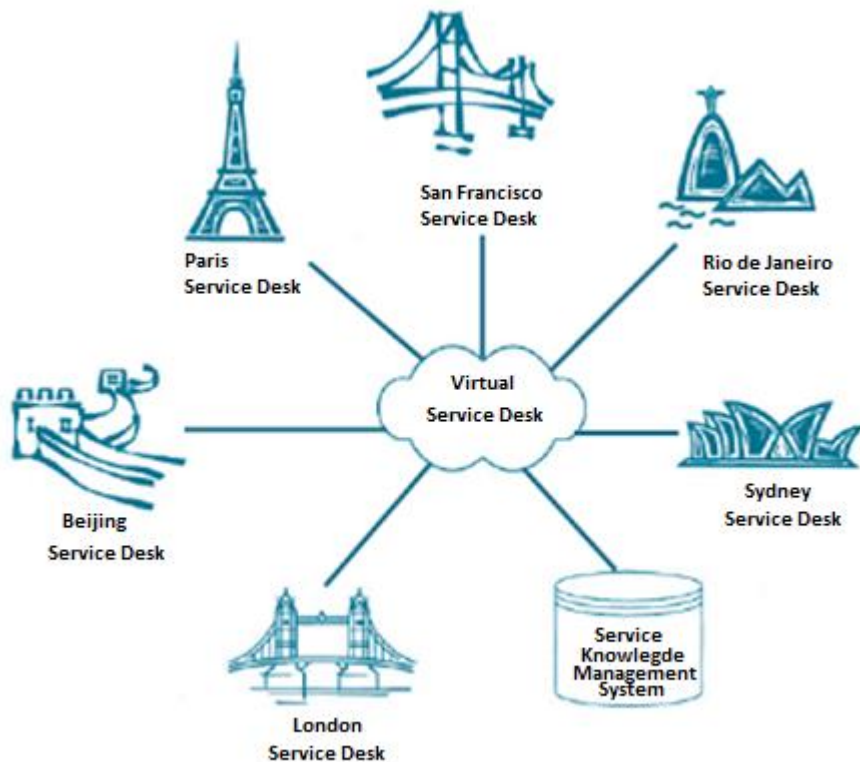 San Francisco
Service Desk
Paris
Service Desk
Rio de Janeiro
Service Desk
Virtual
Service Desk
Beijing
Service Desk
Sydney
Service Desk
London
Service Desk
Service
Knowlegde
Management
System